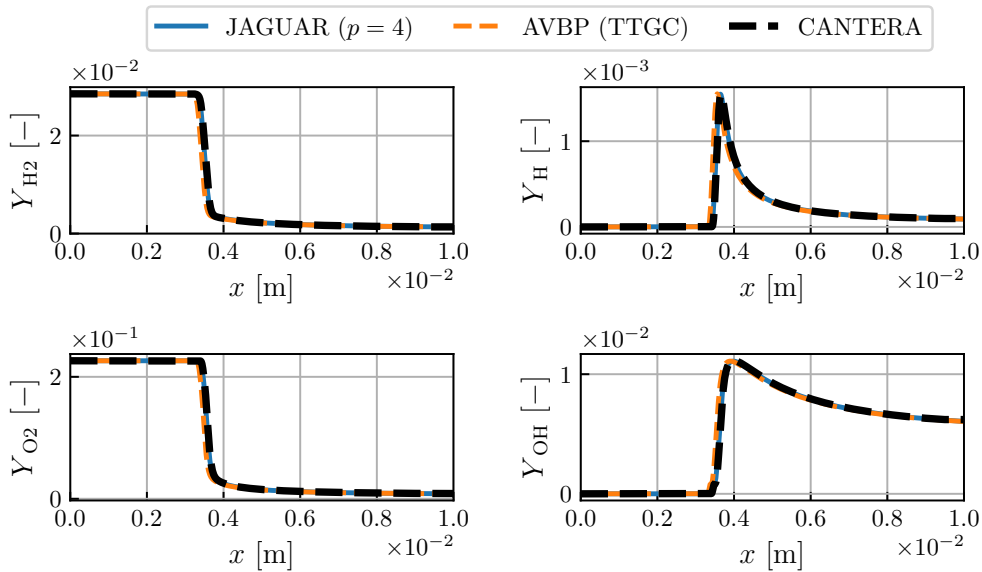 JAGUAR (p = 4) AVBP (TTGC) CANTERA
×10⁻² ×10⁻³
Y_H2 [−] Y_H [−]
2 1
0 0
0.0 0.2 0.4 0.6 0.8 1.0 0.0 0.2 0.4 0.6 0.8 1.0
×10⁻² ×10⁻²
x [m] x [m]
×10⁻¹ ×10⁻²
Y_O2 [−] Y_OH [−]
2 1
0 0
0.0 0.2 0.4 0.6 0.8 1.0 0.0 0.2 0.4 0.6 0.8 1.0
×10⁻² ×10⁻²
x [m] x [m]